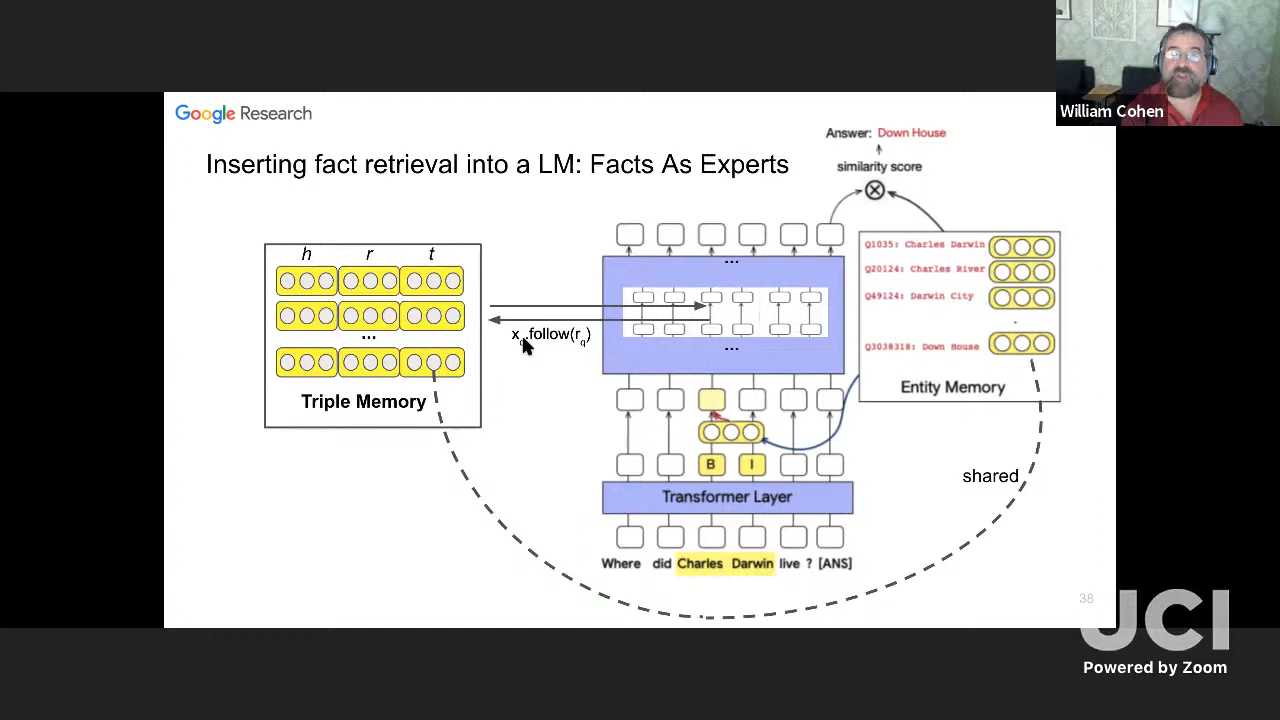 William Cohen
Google Research
Inserting fact retrieval into a LM: Facts As Experts
Answer: Down House
similarity score
h r t
...
Triple Memory
x_q.follow(r_q)
...
...
Q1035: Charles Darwin
Q20124: Charles River
Q49124: Darwin City
.
Q3038318: Down House
Entity Memory
B I
shared
Transformer Layer
Where did Charles Darwin live ? [ANS]
38
UCI
Powered by Zoom